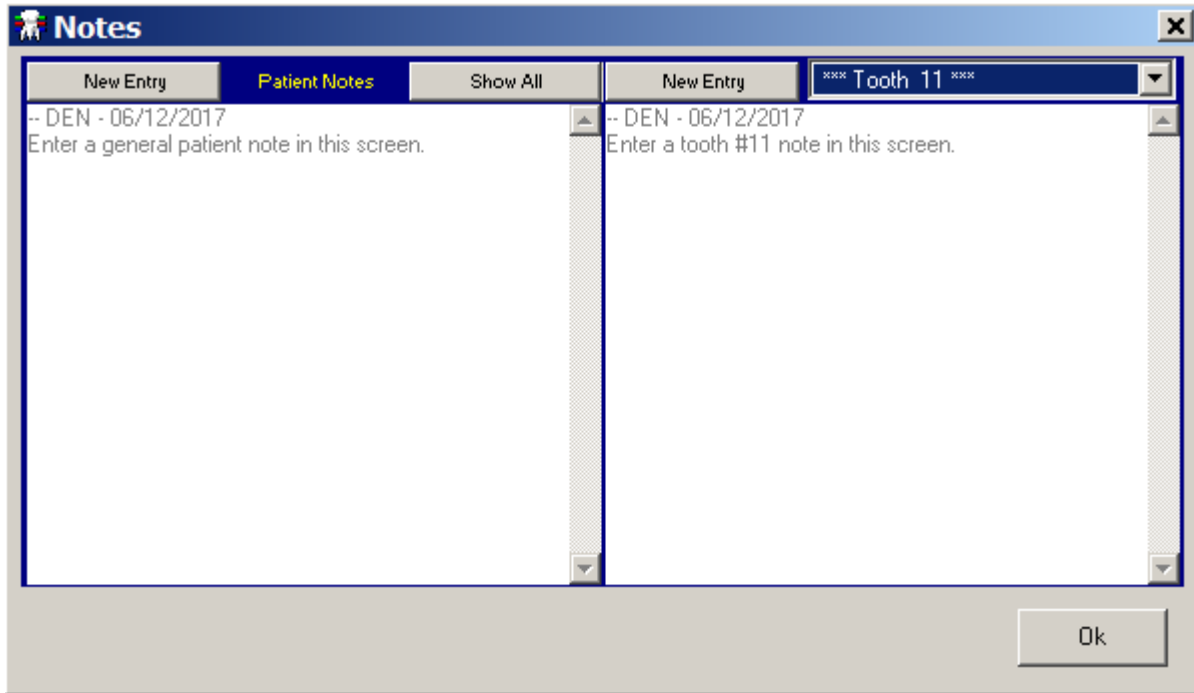 Notes
New Entry
Patient Notes
Show All
-- DEN - 06/12/2017
Enter a general patient note in this screen.
New Entry
*** Tooth 11 ***
-- DEN - 06/12/2017
Enter a tooth #11 note in this screen.
Ok